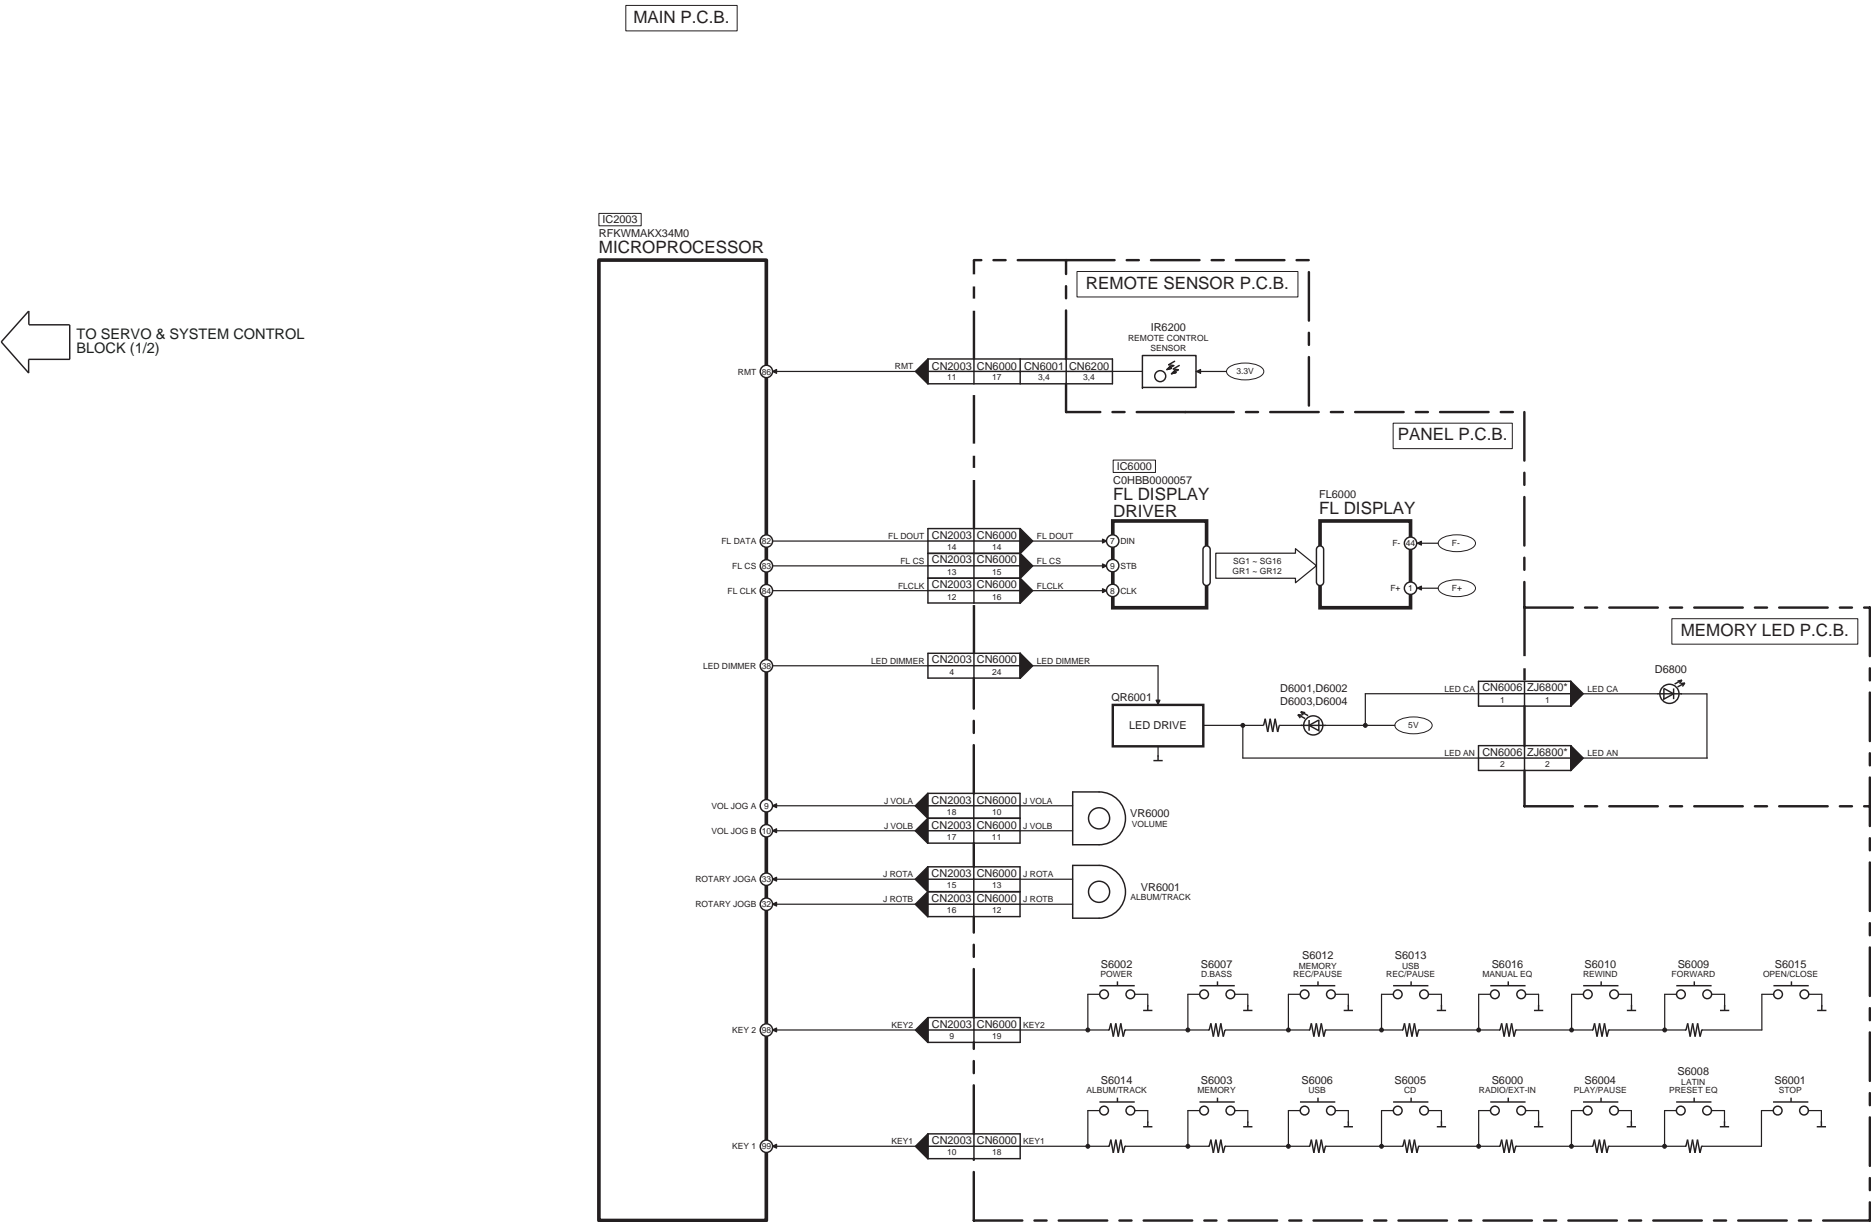 MAIN P.C.B.
IC2003
RFKWMAKX34M0
MICROPROCESSOR
TO SERVO & SYSTEM CONTROL
BLOCK (1/2)
REMOTE SENSOR P.C.B.
IR6200
REMOTE CONTROL
SENSOR
RMT 86 RMT CN2003 CN6000 CN6001 CN6200 3.3V
11 17 3,4 3,4
PANEL P.C.B.
IC6000
C0HBB0000057
FL DISPLAY
DRIVER
FL6000
FL DISPLAY
FL DATA 82 FL DOUT CN2003 CN6000 FL DOUT 7 DIN F- 44 F-
14 14
FL CS 83 FL CS CN2003 CN6000 FL CS 9 STB SG1 ~ SG16
13 15 GR1 ~ GR12
FL CLK 84 FLCLK CN2003 CN6000 FLCLK 8 CLK F+ 1 F+
12 16
MEMORY LED P.C.B.
LED DIMMER 38 LED DIMMER CN2003 CN6000 LED DIMMER
4 24
D6800
QR6001
LED DRIVE
D6001,D6002
D6003,D6004
5V
LED CA CN6006 ZJ6800* LED CA
1 1
LED AN CN6006 ZJ6800* LED AN
2 2
VOL JOG A 9 J VOLA CN2003 CN6000 J VOLA
18 10
VR6000
VOLUME
VOL JOG B 10 J VOLB CN2003 CN6000 J VOLB
17 11
ROTARY JOGA 33 J ROTA CN2003 CN6000 J ROTA
15 13
VR6001
ALBUM/TRACK
ROTARY JOGB 32 J ROTB CN2003 CN6000 J ROTB
16 12
S6002 S6007 S6012 S6013 S6016 S6010 S6009 S6015
POWER D.BASS MEMORY REC/PAUSE USB REC/PAUSE MANUAL EQ REWIND FORWARD OPEN/CLOSE
KEY 2 98 KEY2 CN2003 CN6000 KEY2
9 19
S6014 S6003 S6006 S6005 S6000 S6004 S6008 S6001
ALBUM/TRACK MEMORY USB CD RADIO/EXT-IN PLAY/PAUSE LATIN PRESET EQ STOP
KEY 1 99 KEY1 CN2003 CN6000 KEY1
10 18